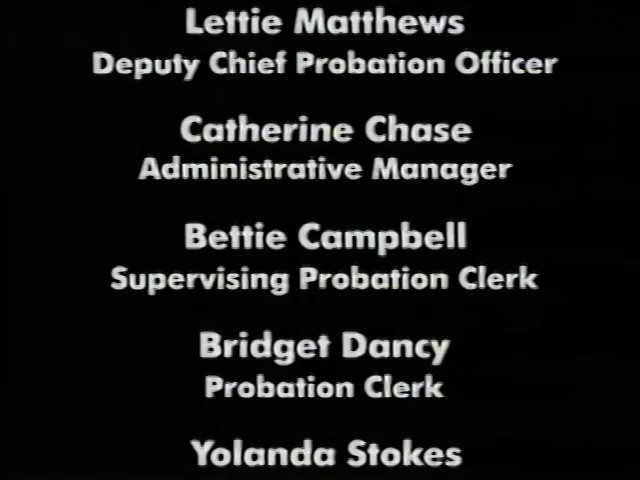 Lettie Matthews
Deputy Chief Probation Officer
Catherine Chase
Administrative Manager
Bettie Campbell
Supervising Probation Clerk
Bridget Dancy
Probation Clerk
Yolanda Stokes